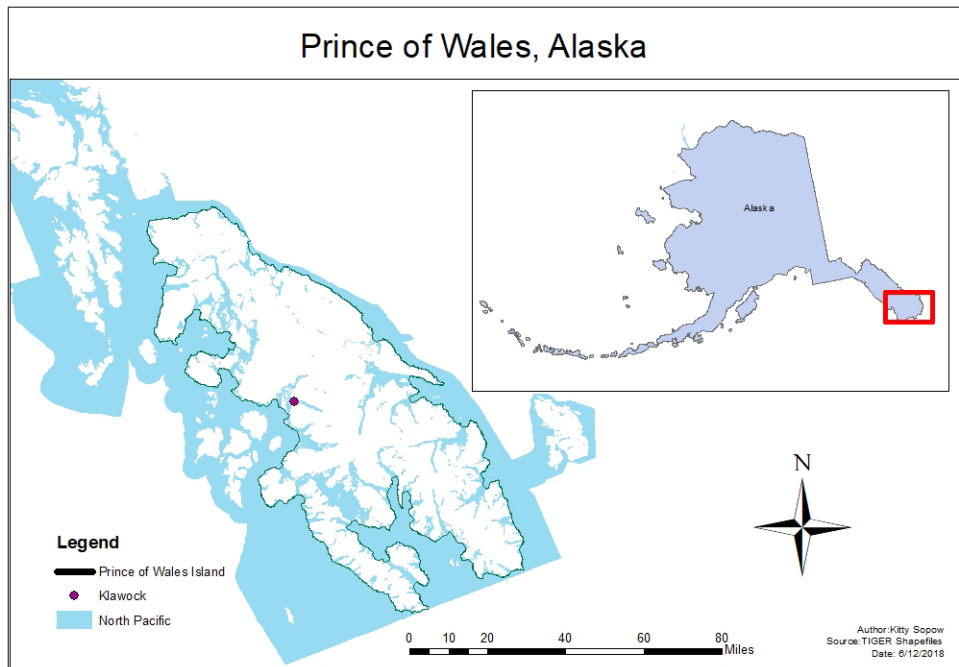 Prince of Wales, Alaska
Alaska
N
Legend
Prince of Wales Island
Klawock
North Pacific
0 5 10 20 40 60 80
Miles
Author:Kitty Sopow
Source:TIGER Shapefiles
Date: 6/12/2018